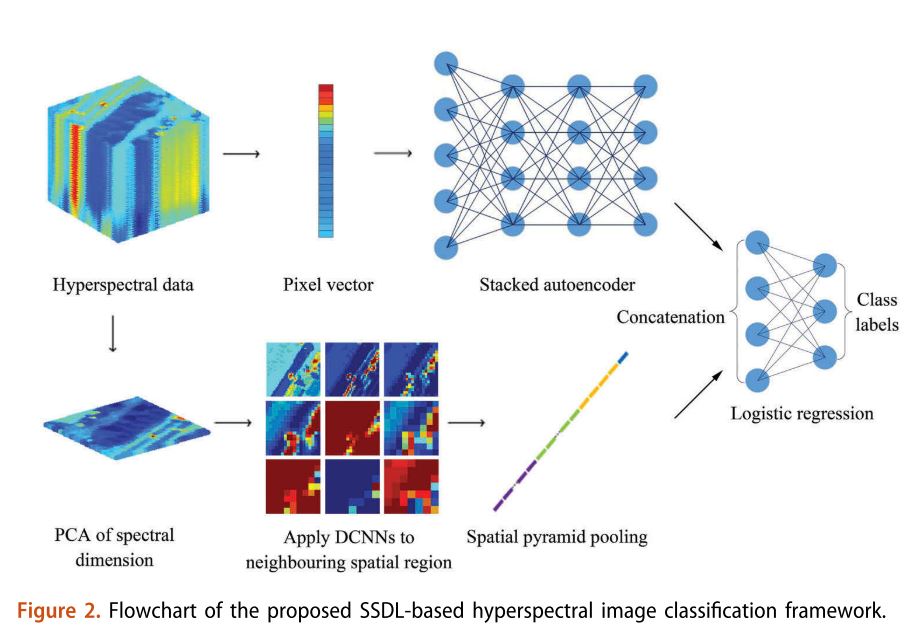 Hyperspectral data
Pixel vector
Stacked autoencoder
Concatenation
Class
labels
Logistic regression
PCA of spectral
dimension
Apply DCNNs to
neighbouring spatial region
Spatial pyramid pooling
Figure 2. Flowchart of the proposed SSDL-based hyperspectral image classification framework.